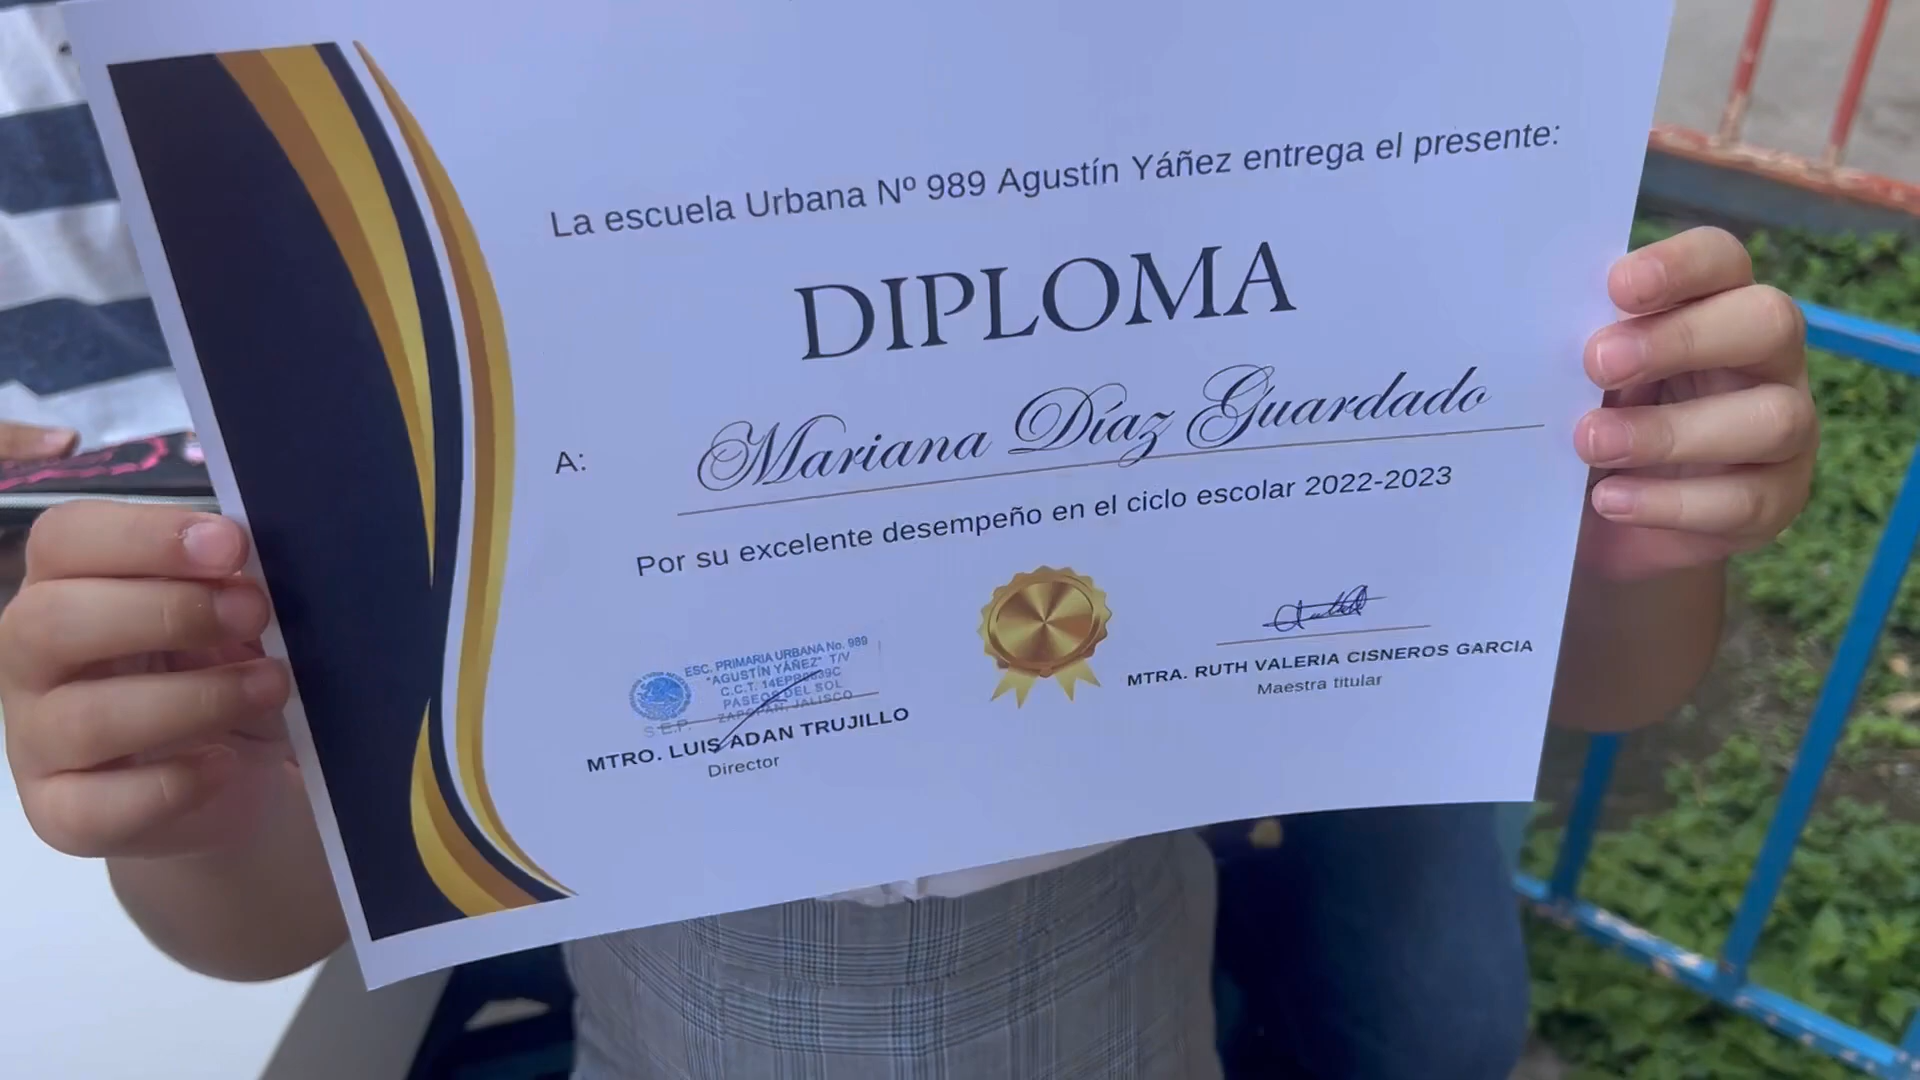 La escuela Urbana Nº 989 Agustín Yáñez entrega el presente:
DIPLOMA
A: Mariana Díaz Guardado
Por su excelente desempeño en el ciclo escolar 2022-2023
ESC. PRIMARIA URBANA No. 989
"AGUSTÍN YÁÑEZ" T/V
C.C.T.
PASEOS DEL SOL
S.E.P. ZAPOPAN, JALISCO
MTRO. LUIS ADAN TRUJILLO
Director
MTRA. RUTH VALERIA CISNEROS GARCIA
Maestra titular